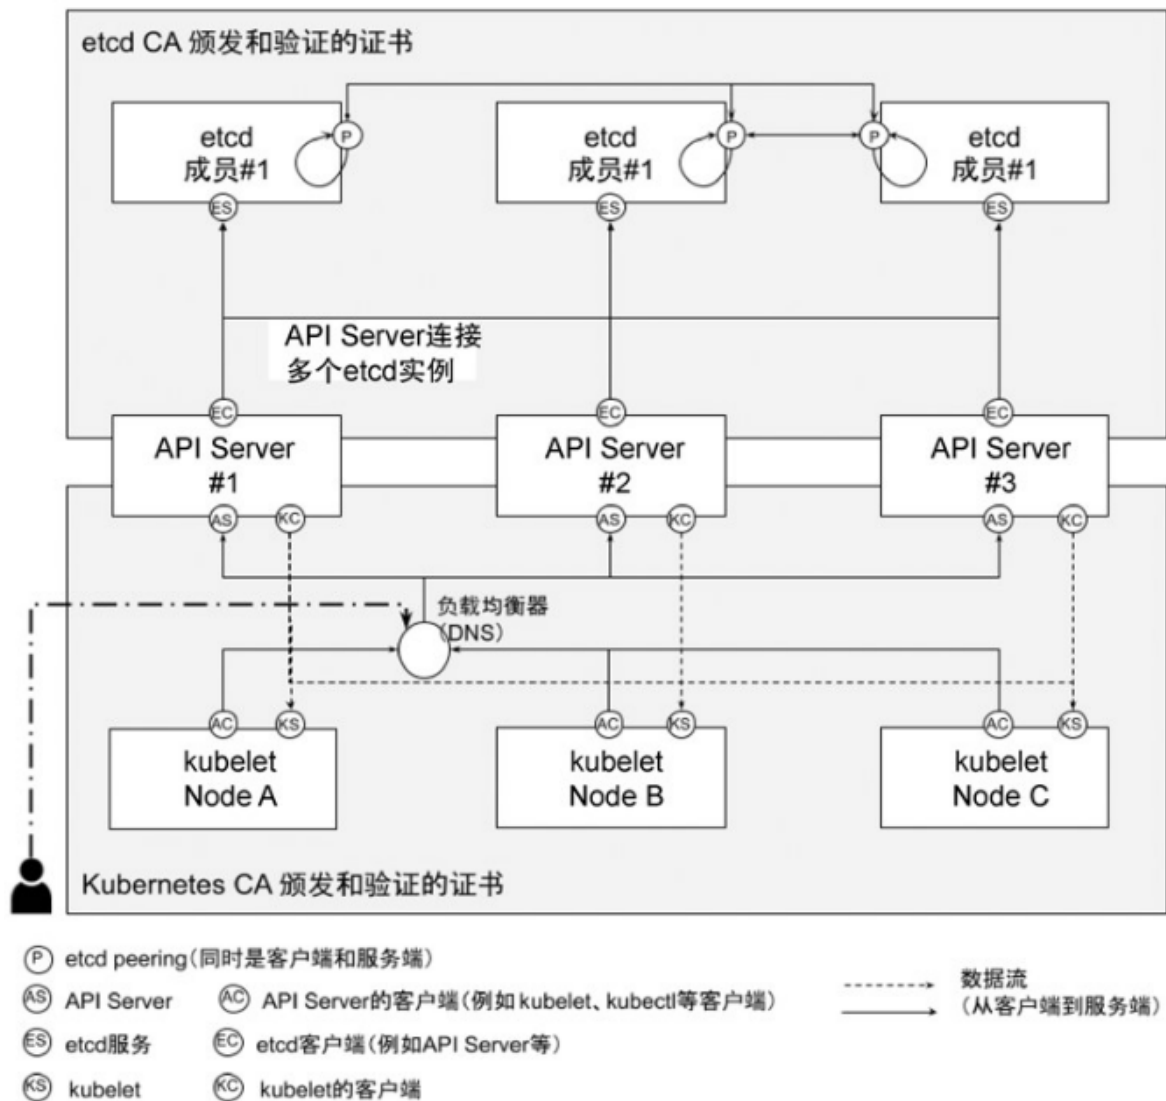 etcd CA 颁发和验证的证书
etcd
成员#1
P
etcd
成员#1
P
P
etcd
成员#1
ES
ES
ES
API Server连接
多个etcd实例
EC
EC
EC
API Server
#1
API Server
#2
API Server
#3
AS
KC
AS
KC
AS
KC
负载均衡器
(DNS)
AC
KS
AC
KS
AC
KS
kubelet
Node A
kubelet
Node B
kubelet
Node C
Kubernetes CA 颁发和验证的证书
P etcd peering(同时是客户端和服务端)
AS API Server AC API Server的客户端(例如 kubelet、kubectl等客户端)
ES etcd服务 EC etcd客户端(例如API Server等)
KS kubelet KC kubelet的客户端
数据流
(从客户端到服务端)